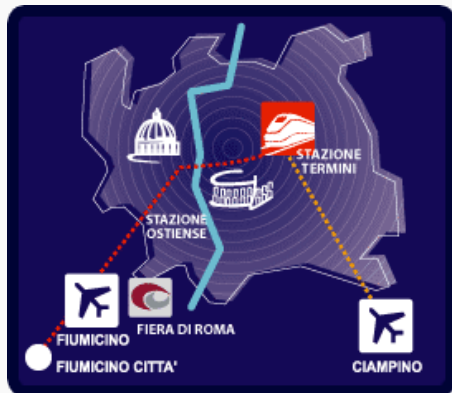 STAZIONE
TERMINI
STAZIONE
OSTIENSE
FIERA DI ROMA
FIUMICINO
FIUMICINO CITTA'
CIAMPINO